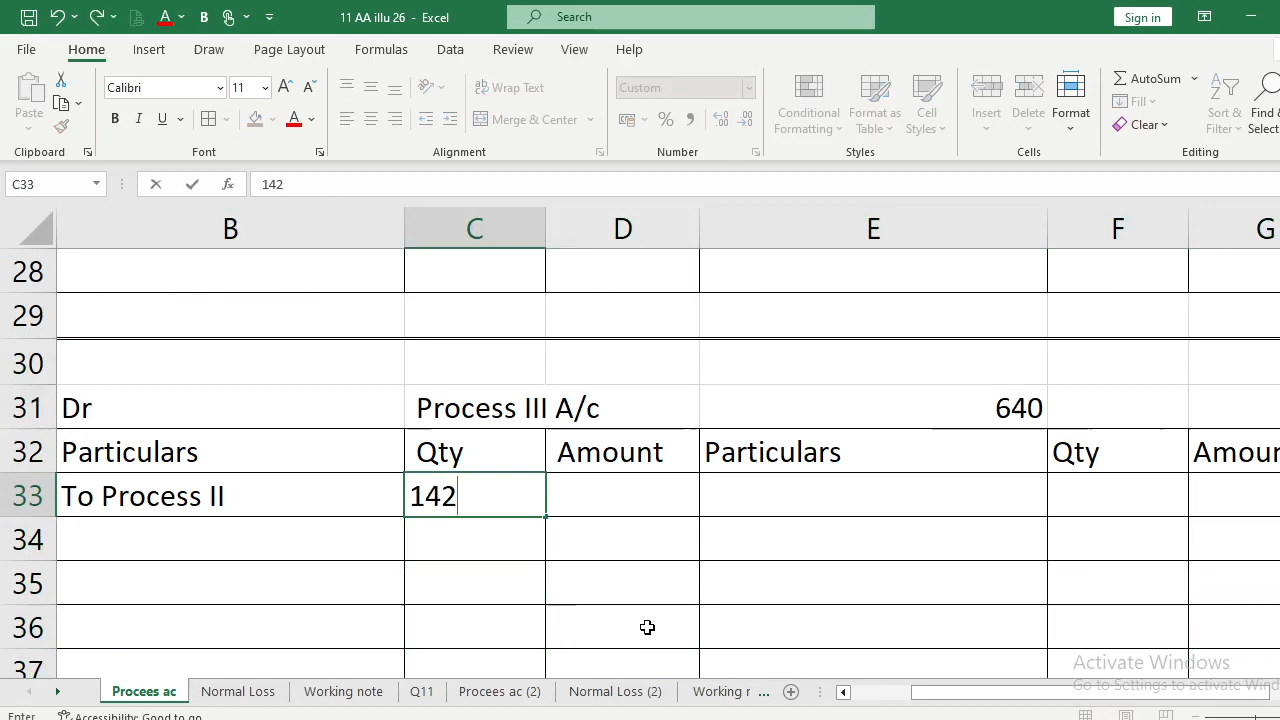 11 AA illu 26 - Excel
Search
Sign in
File Home Insert Draw Page Layout Formulas Data Review View Help
Paste
Clipboard
Calibri 11
B I U
Font
Wrap Text
Merge & Center
Alignment
Custom
Number
Conditional Formatting
Format as Table
Cell Styles
Styles
Insert Delete Format
Cells
AutoSum
Fill
Clear
Sort & Filter
Find & Select
Editing
C33 fx 142
B C D E F G
28
29
30
31 Dr Process III A/c 640
32 Particulars Qty Amount Particulars Qty Amoun
33 To Process II 142
34
35
36
37
Activate Windows
Go to Settings to activate Wind
Procees ac Normal Loss Working note Q11 Procees ac (2) Normal Loss (2) Working r ...
Enter Accessibility: Good to go